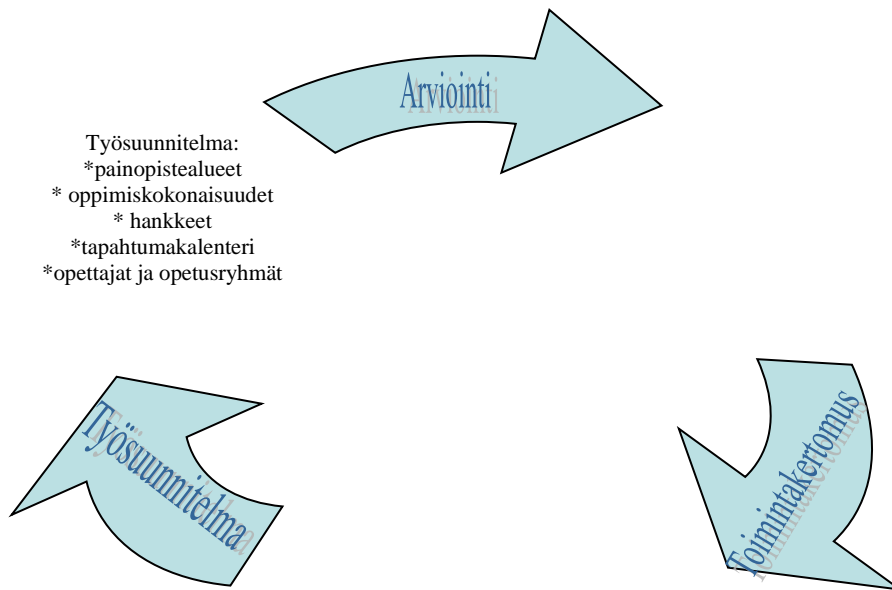 Arviointi
Työsuunnitelma:
*painopistealueet
* oppimiskokonaisuudet
* hankkeet
*tapahtumakalenteri
*opettajat ja opetusryhmät
Työsuunnitelma
Toimintakertomus